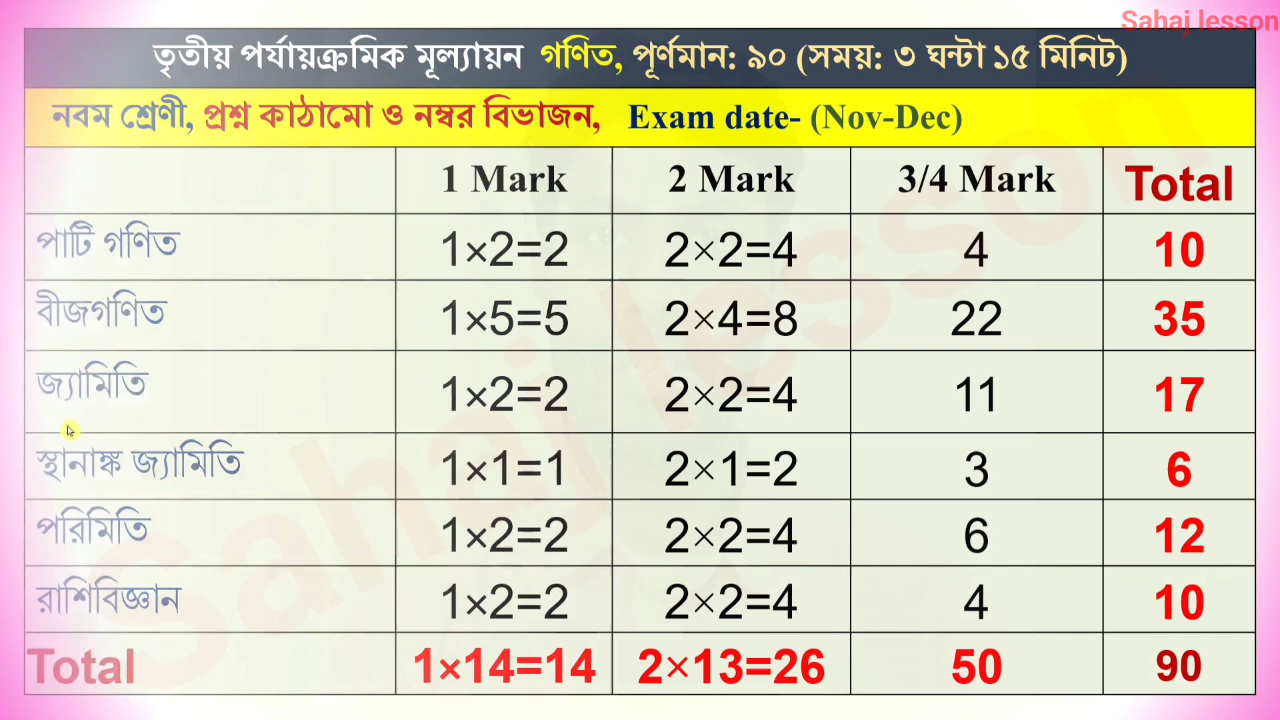 Sahaj lesson
তৃতীয় পর্যায়ক্রমিক মূল্যায়ন গণিত, পূর্ণমান: ৯০ (সময়: ৩ ঘন্টা ১৫ মিনিট)
নবম শ্রেণী, প্রশ্ন কাঠামো ও নম্বর বিভাজন, Exam date- (Nov-Dec)
1 Mark 2 Mark 3/4 Mark Total
পাটি গণিত 1×2=2 2×2=4 4 10
বীজগণিত 1×5=5 2×4=8 22 35
জ্যামিতি 1×2=2 2×2=4 11 17
স্থানাঙ্ক জ্যামিতি 1×1=1 2×1=2 3 6
পরিমিতি 1×2=2 2×2=4 6 12
রাশিবিজ্ঞান 1×2=2 2×2=4 4 10
Total 1×14=14 2×13=26 50 90
Sahaj lesson